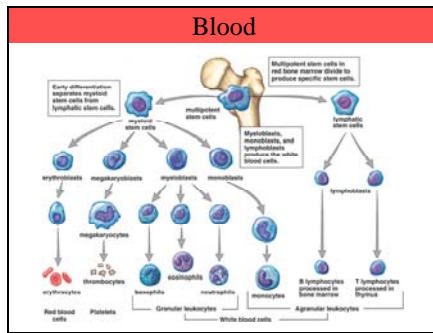 Blood
Multipotent stem cells in
red bone marrow divide to
produce specific stem cells.
Early differentiation
separates myeloid
stem cells from
lymphatic stem cells.
myeloid
stem cells
multipotent
stem cells
lymphatic
stem cells
Myeloblasts,
monoblasts, and
lymphoblasts
produce the white
blood cells.
erythroblasts
megakaryoblasts
myeloblasts
monoblasts
lymphoblasts
megakaryocytes
erythrocytes
thrombocytes
basophils
eosinophils
neutrophils
monocytes
B lymphocytes
processed in
bone marrow
T lymphocytes
processed in
thymus
Red blood
cells
Platelets
Granular leukocytes
Agranular leukocytes
White blood cells